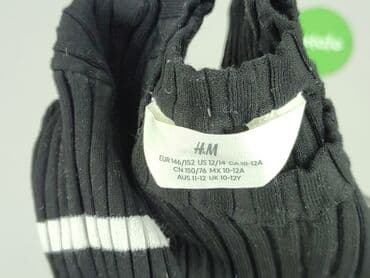 H&M
EUR 146/152 US 12/14 CA 10-12A
CN 150/76 MX 10-12A
AUS 11-12 UK 10-12Y